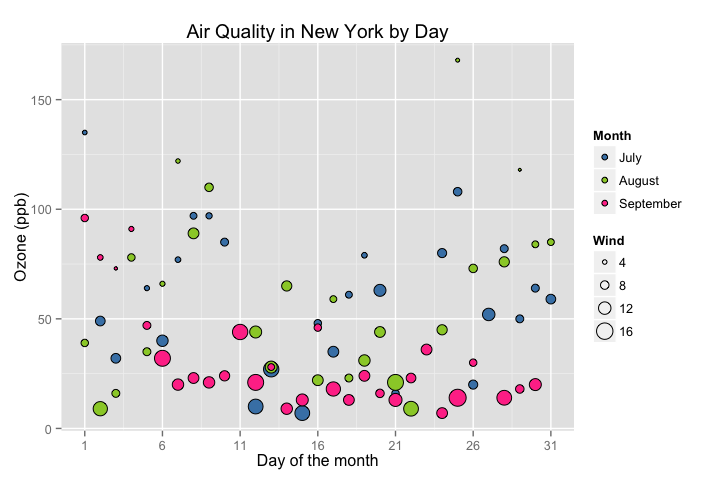 Air Quality in New York by Day
Ozone (ppb)
150
100
50
0
1 6 11 16 21 26 31
Day of the month
Month
July
August
September
Wind
4
8
12
16